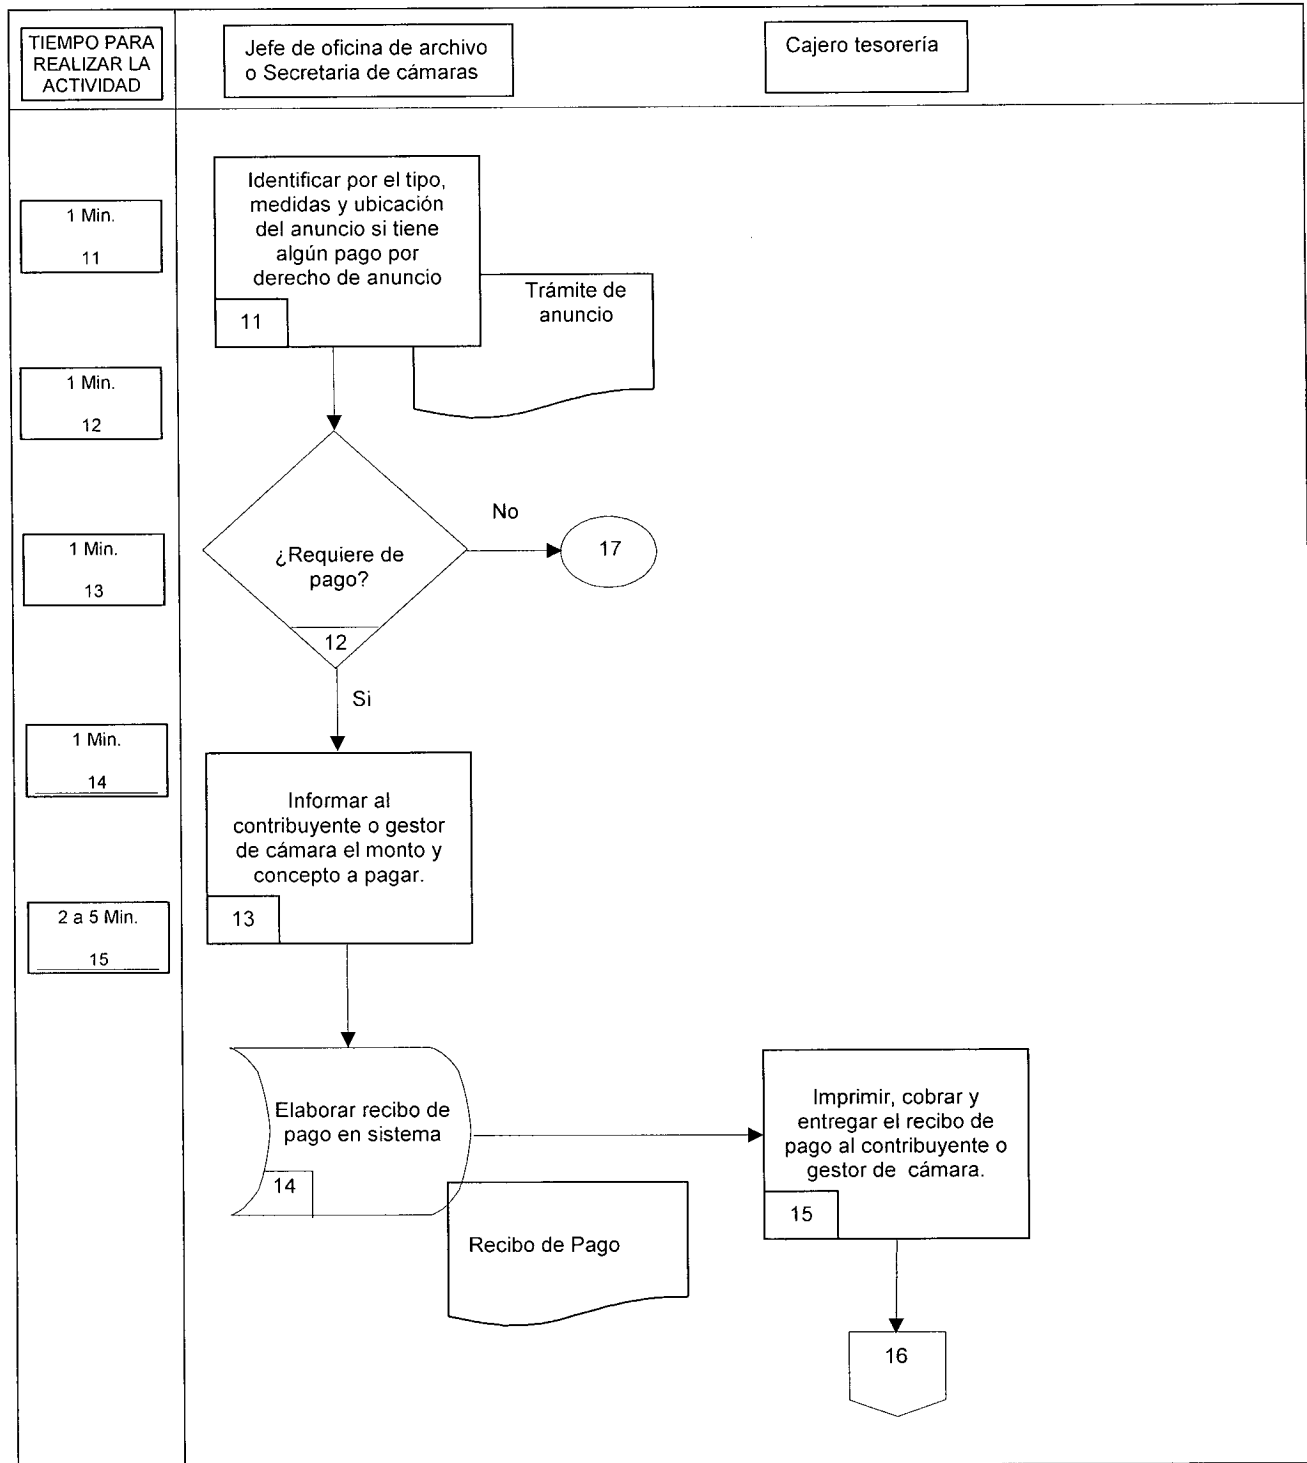 TIEMPO PARA
REALIZAR LA
ACTIVIDAD
Jefe de oficina de archivo
o Secretaria de cámaras
Cajero tesorería
1 Min.
11
Identificar por el tipo,
medidas y ubicación
del anuncio si tiene
algún pago por
derecho de anuncio
11
Trámite de
anuncio
1 Min.
12
¿Requiere de
pago?
12
No
17
Si
1 Min.
13
1 Min.
14
Informar al
contribuyente o gestor
de cámara el monto y
concepto a pagar.
13
2 a 5 Min.
15
Elaborar recibo de
pago en sistema
14
Recibo de Pago
Imprimir, cobrar y
entregar el recibo de
pago al contribuyente o
gestor de cámara.
15
16